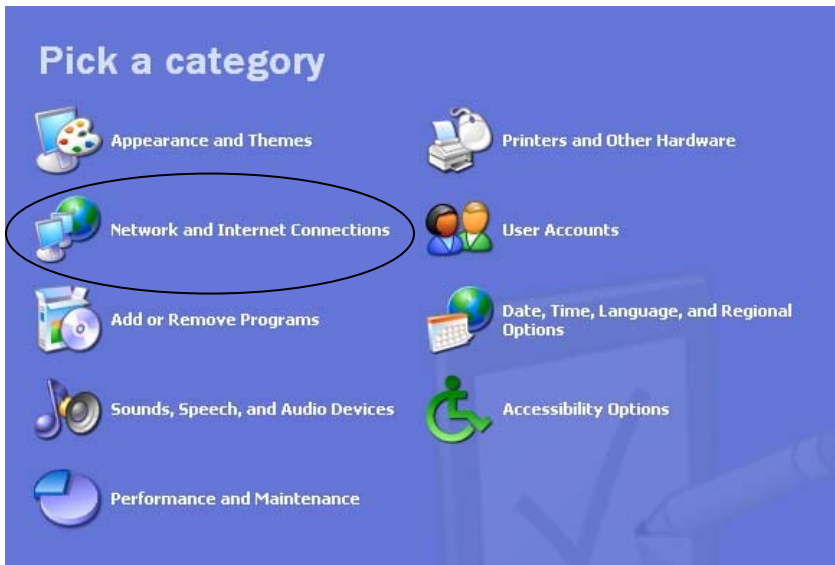 Pick a category
Appearance and Themes
Printers and Other Hardware
Network and Internet Connections
User Accounts
Add or Remove Programs
Date, Time, Language, and Regional
Options
Sounds, Speech, and Audio Devices
Accessibility Options
Performance and Maintenance